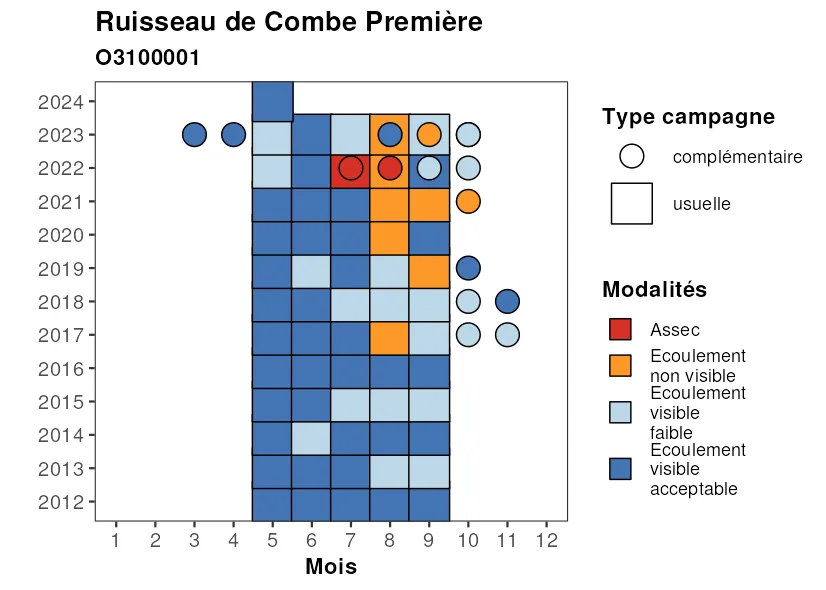 Ruisseau de Combe Première
O3100001
2024
2023
2022
2021
2020
2019
2018
2017
2016
2015
2014
2013
2012
1 2 3 4 5 6 7 8 9 10 11 12
Mois
Type campagne
complémentaire
usuelle
Modalités
Assec
Ecoulement
non visible
Ecoulement
visible
faible
Ecoulement
visible
acceptable